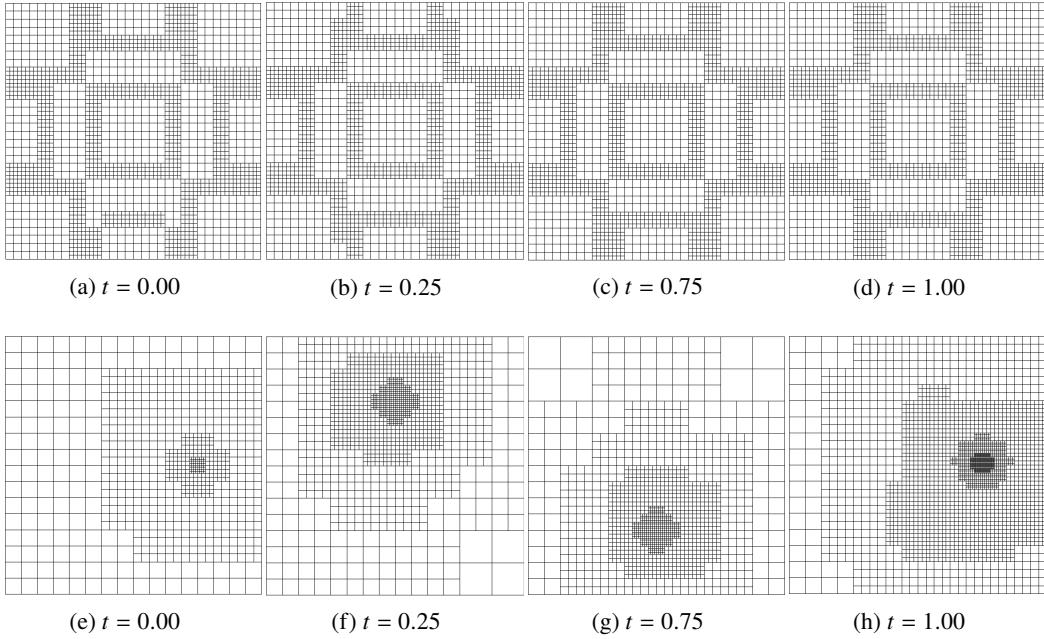 (a) t = 0.00 (b) t = 0.25 (c) t = 0.75 (d) t = 1.00
(e) t = 0.00 (f) t = 0.25 (g) t = 0.75 (h) t = 1.00